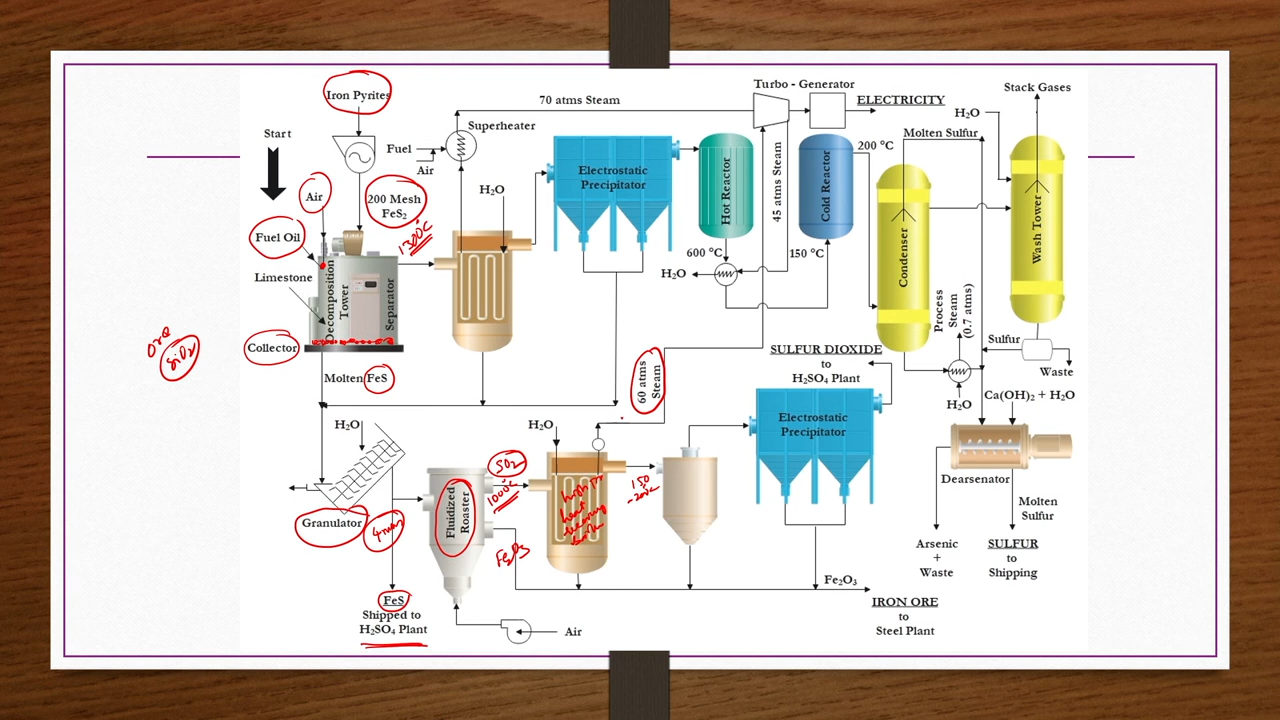 Iron Pyrites
Start
Air
Fuel Oil
Limestone
Collector
200 Mesh
FeS₂
1300°C
Decomposition
Tower
Separator
Molten FeS
ore
SiO₂
Fuel
Air
Superheater
70 atms Steam
H₂O
Electrostatic
Precipitator
Turbo - Generator
ELECTRICITY
Hot Reactor
600 °C
H₂O
45 atms Steam
Cold Reactor
150 °C
200 °C
Condenser
Molten Sulfur
H₂O
Stack Gases
Wash Tower
Process
Steam
(0.7 atms)
H₂O
Sulfur
Waste
Ca(OH)₂ + H₂O
Dearsenator
Arsenic
+
Waste
Molten
Sulfur
SULFUR
to
Shipping
H₂O
Granulator
4mm
FeS
Shipped to
H₂SO₄ Plant
Fluidized
Roaster
Air
SO₂
1000°C
Fe₂O₃
H₂O
60 atms
Steam
heat
150
-200°C
SULFUR DIOXIDE
to
H₂SO₄ Plant
Electrostatic
Precipitator
Fe₂O₃
IRON ORE
to
Steel Plant